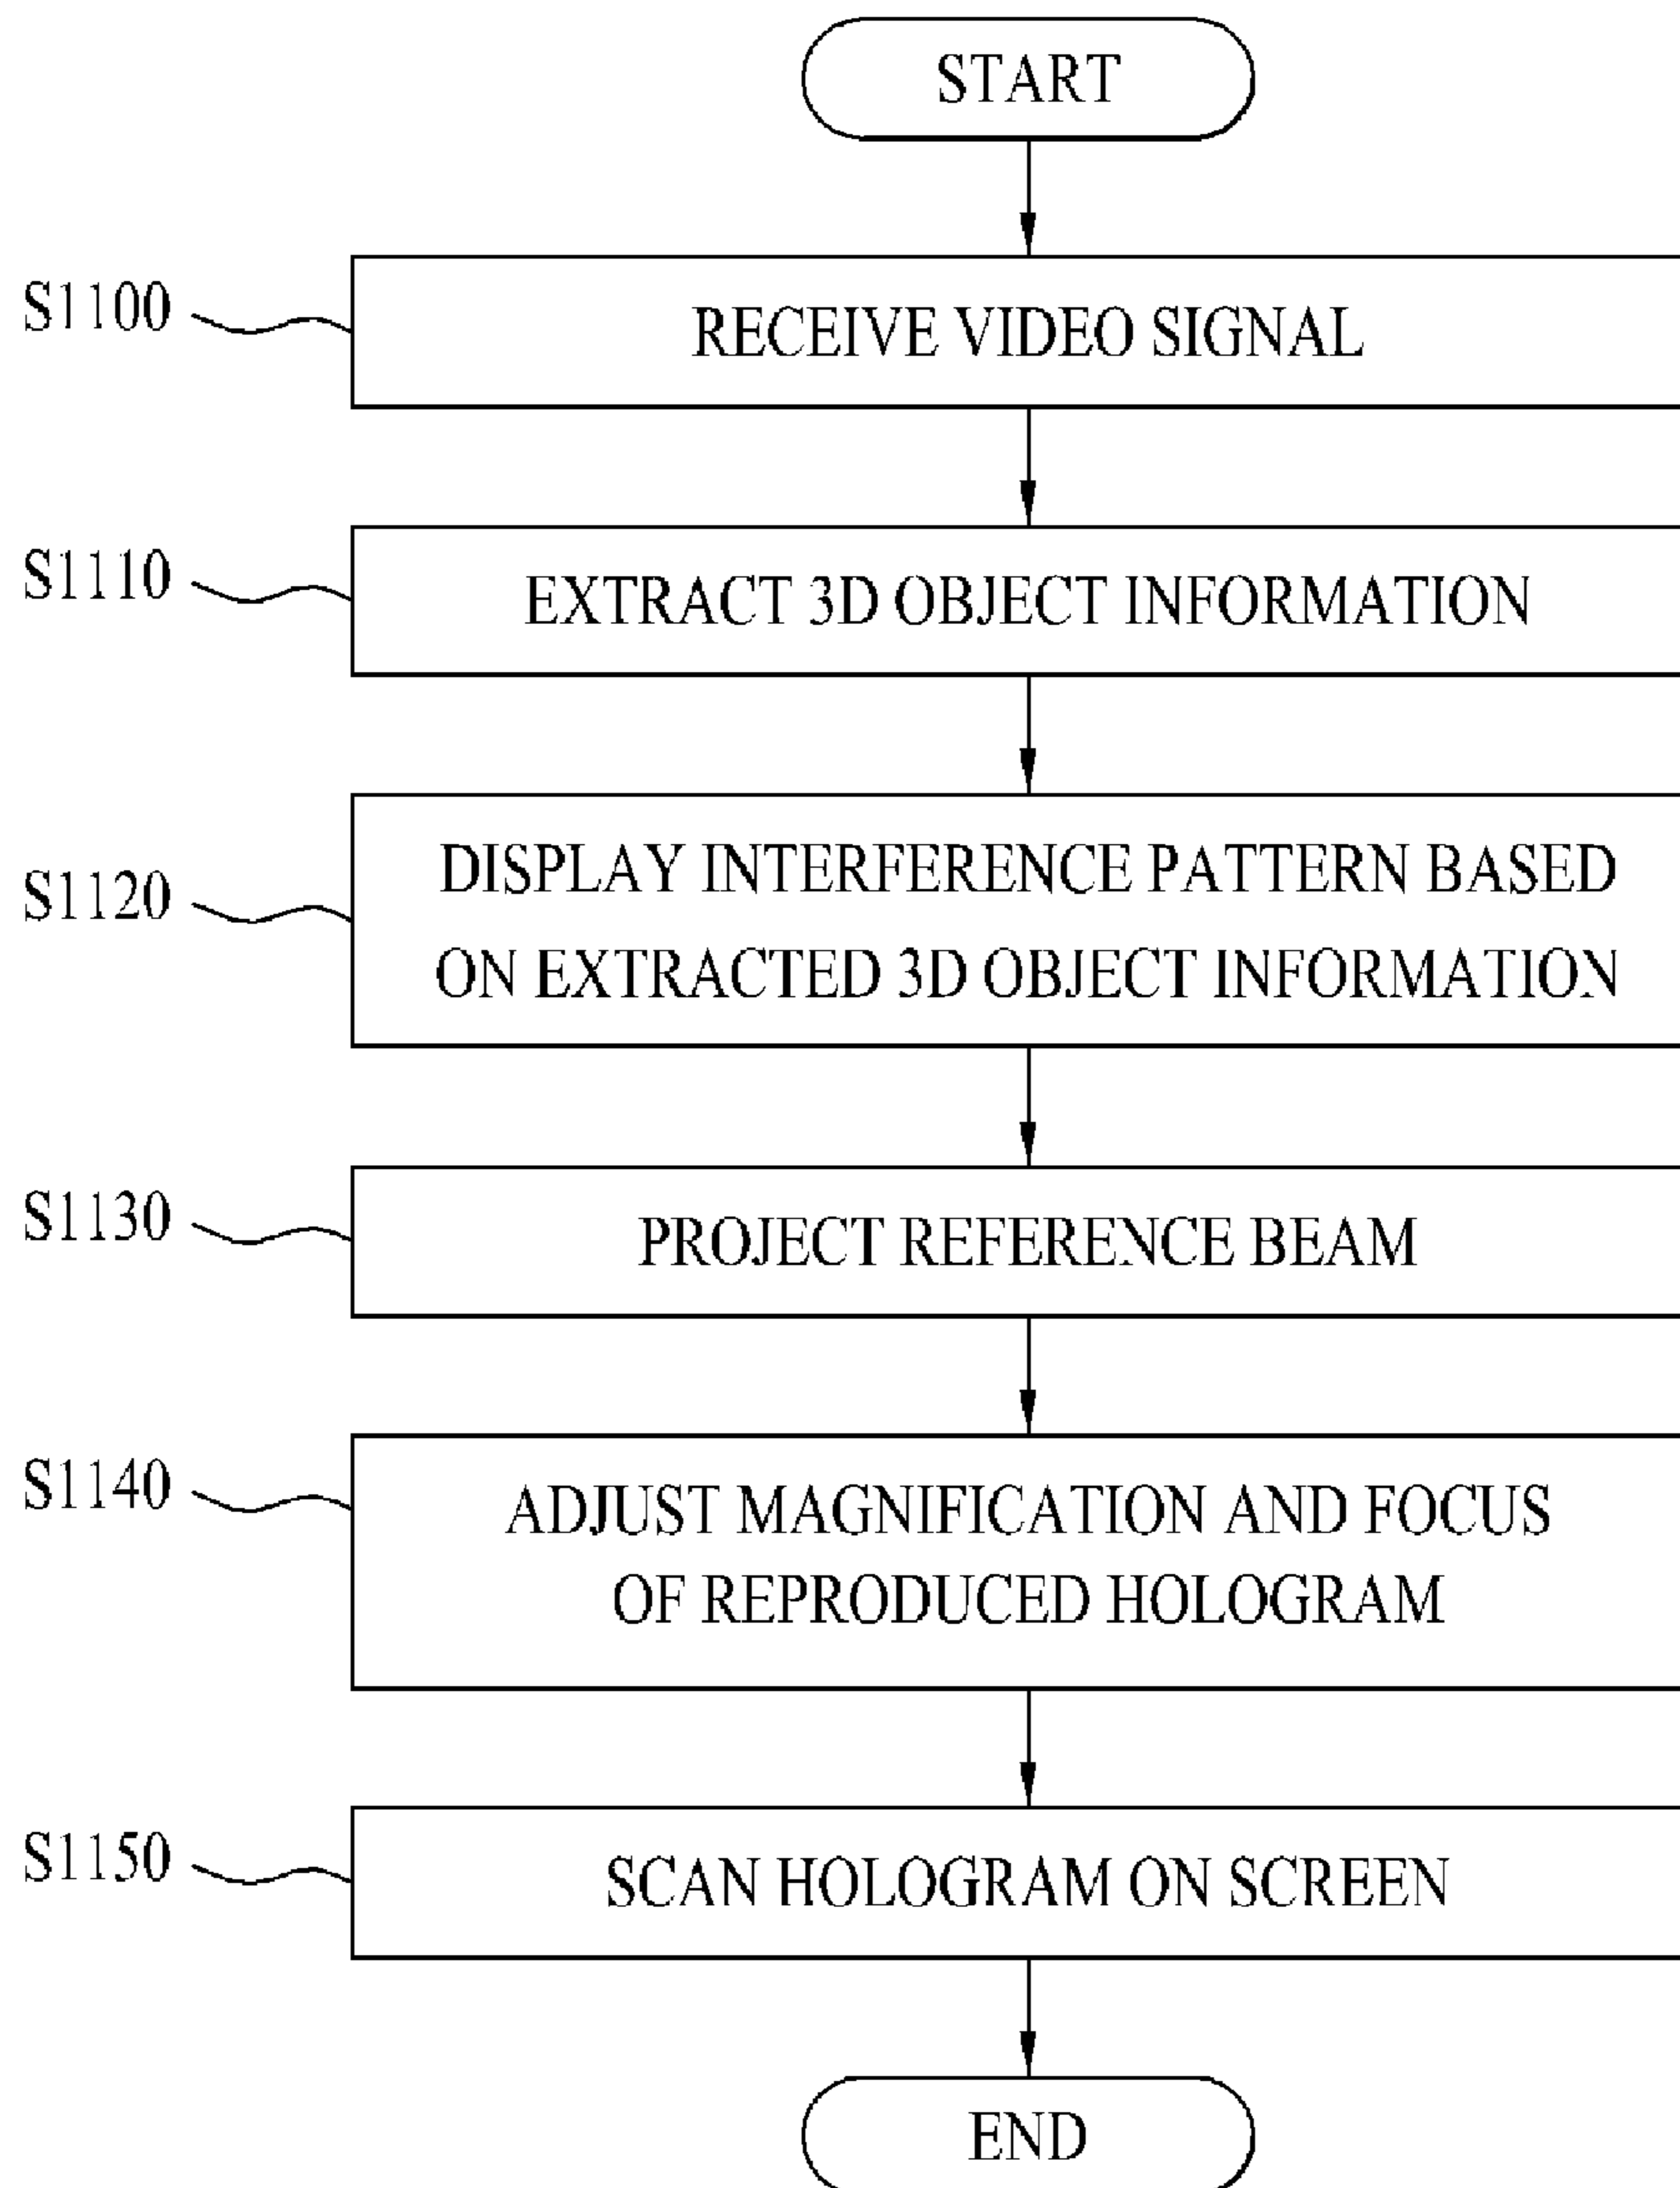 START
S1100
RECEIVE VIDEO SIGNAL
S1110
EXTRACT 3D OBJECT INFORMATION
S1120
DISPLAY INTERFERENCE PATTERN BASED
ON EXTRACTED 3D OBJECT INFORMATION
S1130
PROJECT REFERENCE BEAM
S1140
ADJUST MAGNIFICATION AND FOCUS
OF REPRODUCED HOLOGRAM
S1150
SCAN HOLOGRAM ON SCREEN
END